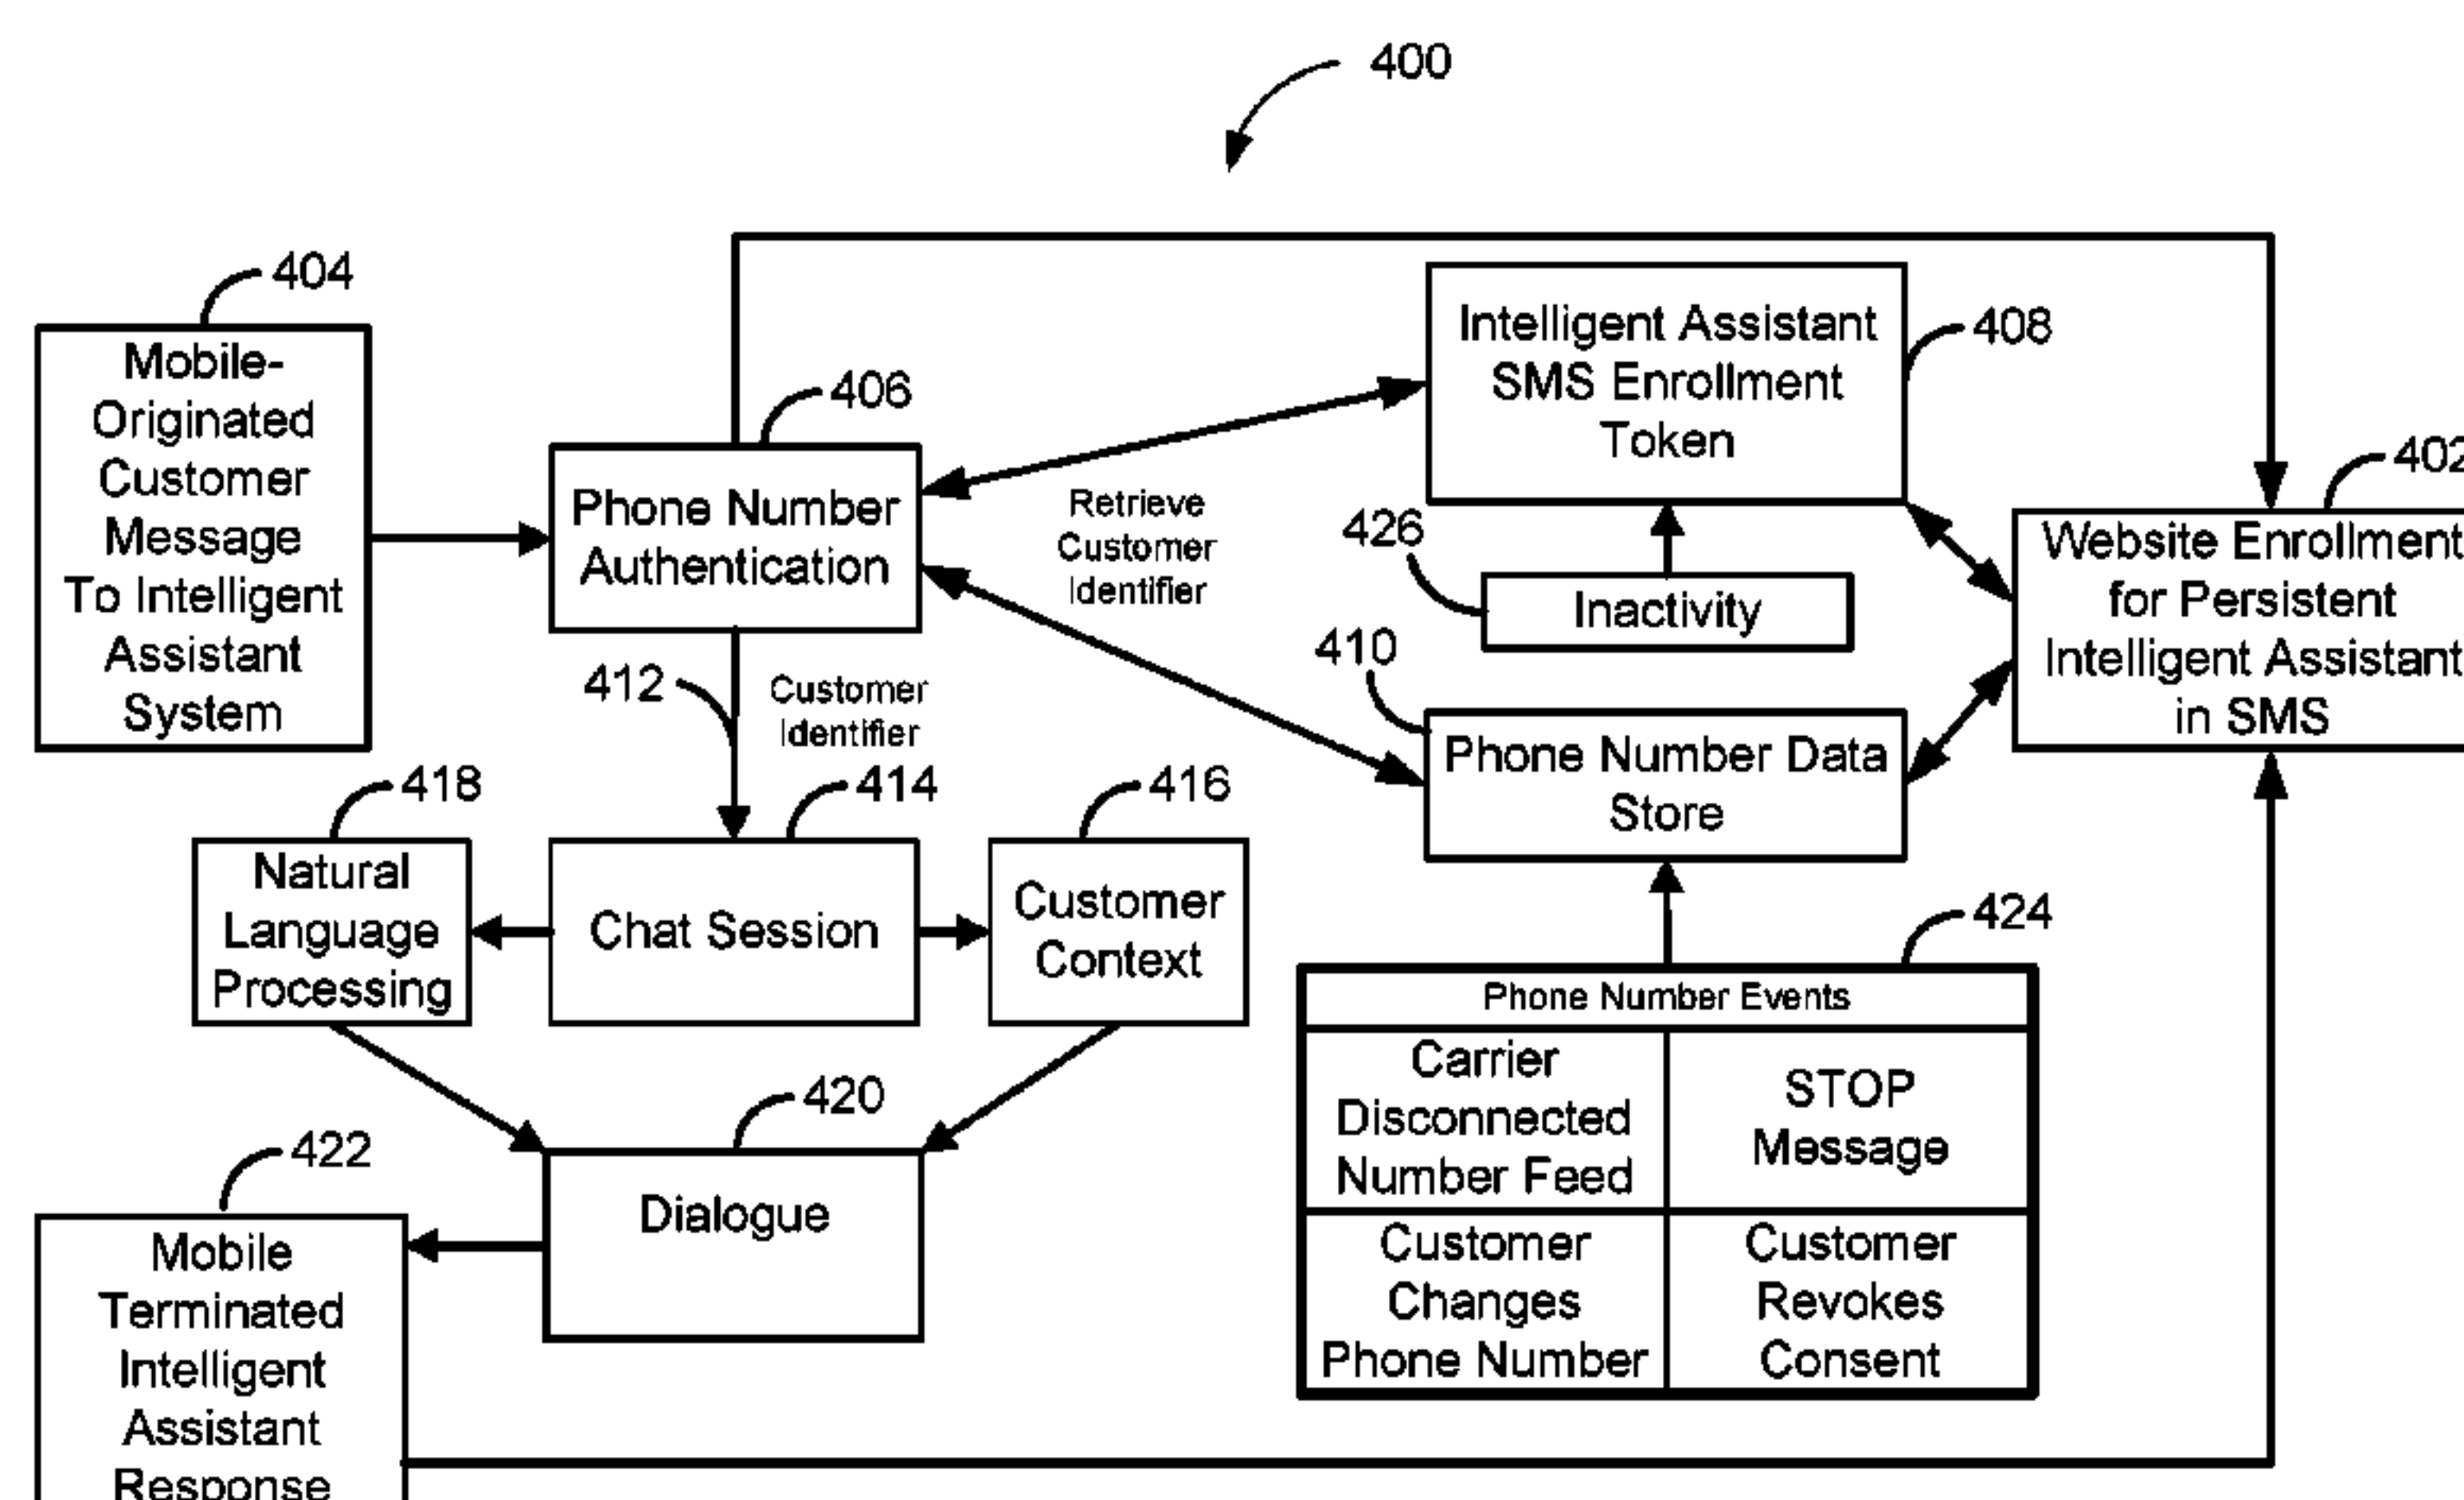 400
404
Mobile-
Originated
Customer
Message
To Intelligent
Assistant
System
406
Phone Number
Authentication
Retrieve
Customer
Identifier
Intelligent Assistant
SMS Enrollment
Token
408
426
Inactivity
402
Website Enrollment
for Persistent
Intelligent Assistant
in SMS
410
Phone Number Data
Store
412
Customer
Identifier
418
Natural
Language
Processing
414
Chat Session
416
Customer
Context
424
Phone Number Events
Carrier
Disconnected
Number Feed
STOP
Message
Customer
Changes
Phone Number
Customer
Revokes
Consent
420
Dialogue
422
Mobile
Terminated
Intelligent
Assistant
Response